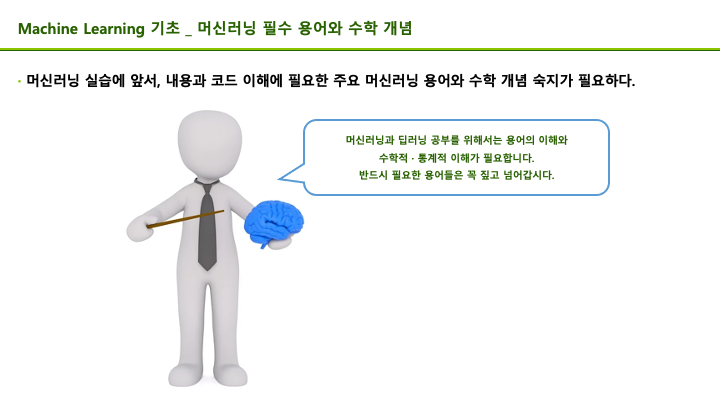 Machine Learning 기초 _ 머신러닝 필수 용어와 수학 개념
· 머신러닝 실습에 앞서, 내용과 코드 이해에 필요한 주요 머신러닝 용어와 수학 개념 숙지가 필요하다.
머신러닝과 딥러닝 공부를 위해서는 용어의 이해와
수학적 · 통계적 이해가 필요합니다.
반드시 필요한 용어들은 꼭 짚고 넘어갑시다.